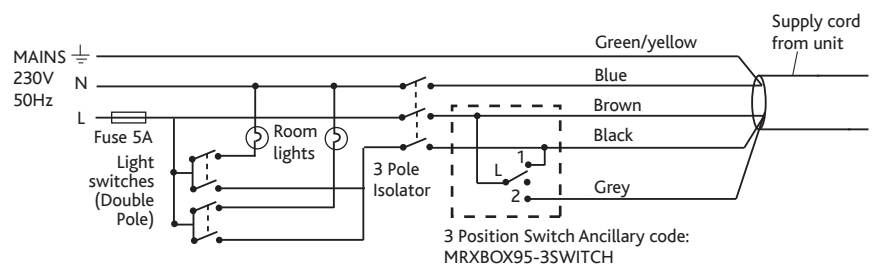 MAINS
230V
50Hz
N
L
Fuse 5A
Light
switches
(Double
Pole)
Room
lights
3 Pole
Isolator
Green/yellow
Blue
Brown
Black
Grey
L
1
2
3 Position Switch Ancillary code:
MRXBOX95-3SWITCH
Supply cord
from unit